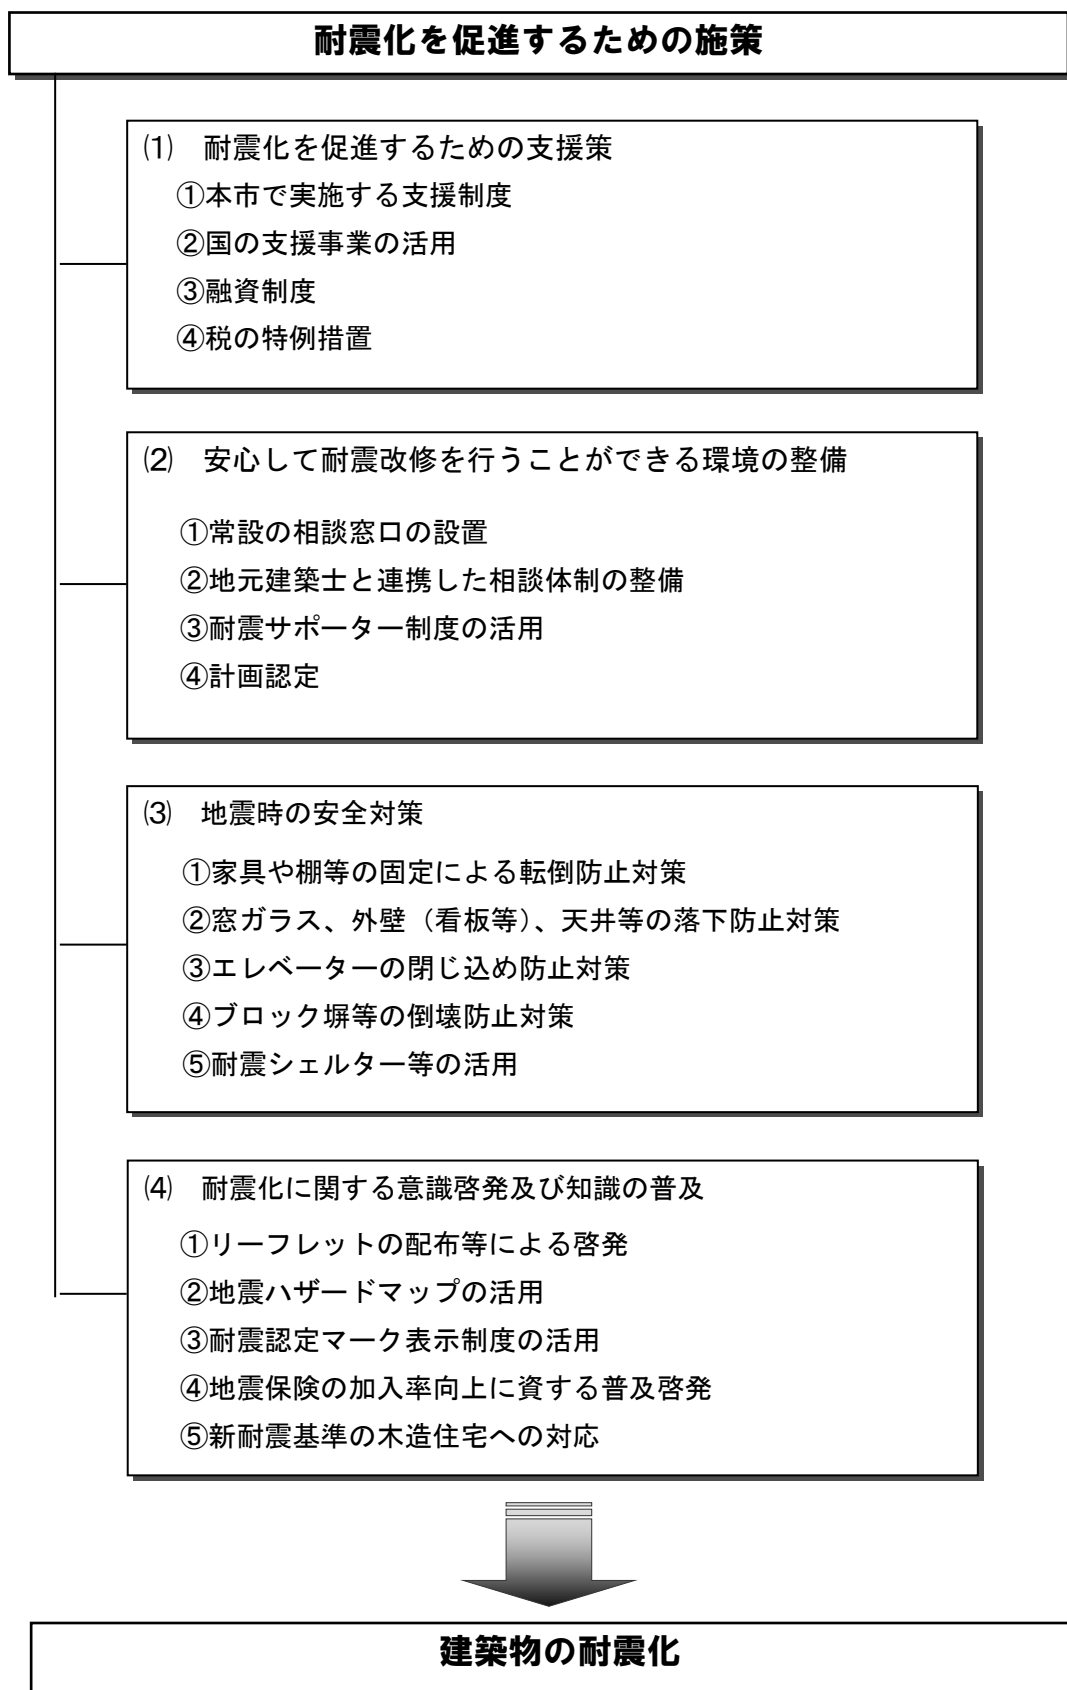 耐震化を促進するための施策
⑴　耐震化を促進するための支援策
①本市で実施する支援制度
②国の支援事業の活用
③融資制度
④税の特例措置
⑵　安心して耐震改修を行うことができる環境の整備
①常設の相談窓口の設置
②地元建築士と連携した相談体制の整備
③耐震サポーター制度の活用
④計画認定
⑶　地震時の安全対策
①家具や棚等の固定による転倒防止対策
②窓ガラス、外壁（看板等）、天井等の落下防止対策
③エレベーターの閉じ込め防止対策
④ブロック塀等の倒壊防止対策
⑤耐震シェルター等の活用
⑷　耐震化に関する意識啓発及び知識の普及
①リーフレットの配布等による啓発
②地震ハザードマップの活用
③耐震認定マーク表示制度の活用
④地震保険の加入率向上に資する普及啓発
⑤新耐震基準の木造住宅への対応
建築物の耐震化